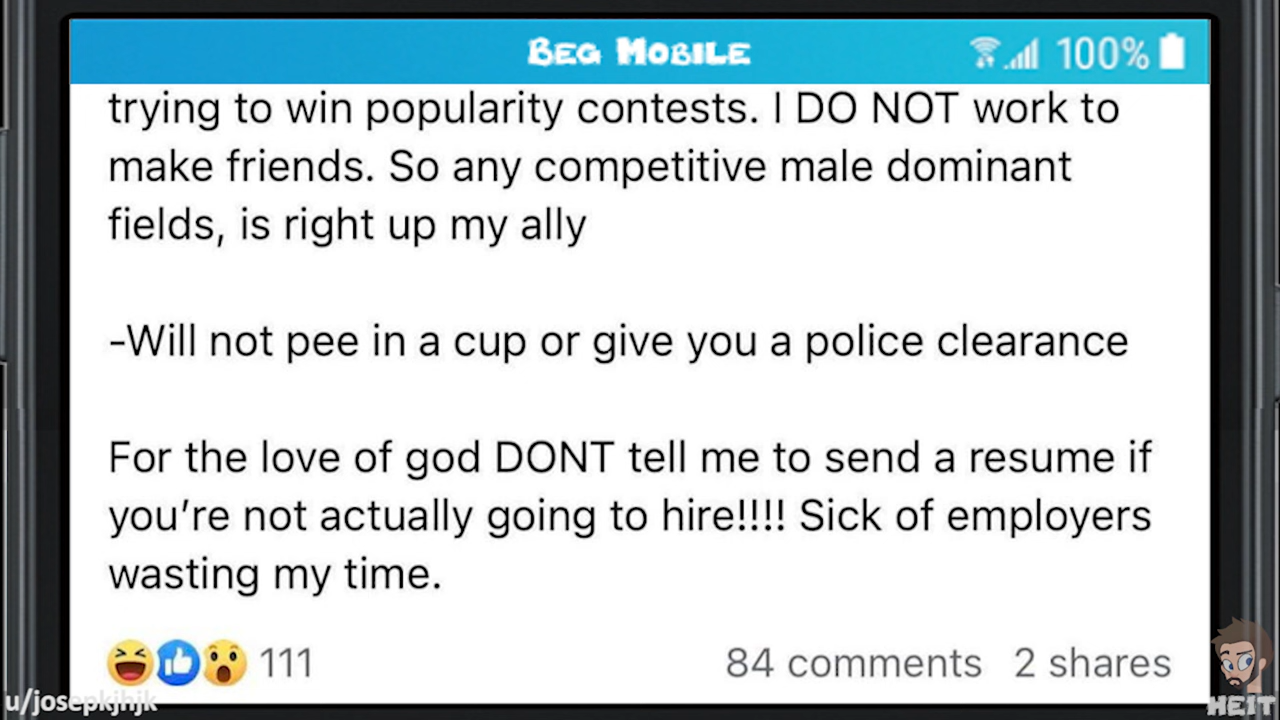 BEG MOBILE
100%
trying to win popularity contests. I DO NOT work to
make friends. So any competitive male dominant
fields, is right up my ally
-Will not pee in a cup or give you a police clearance
For the love of god DONT tell me to send a resume if
you’re not actually going to hire!!!! Sick of employers
wasting my time.
111
84 comments 2 shares
u/josepkjhjk
HEIT